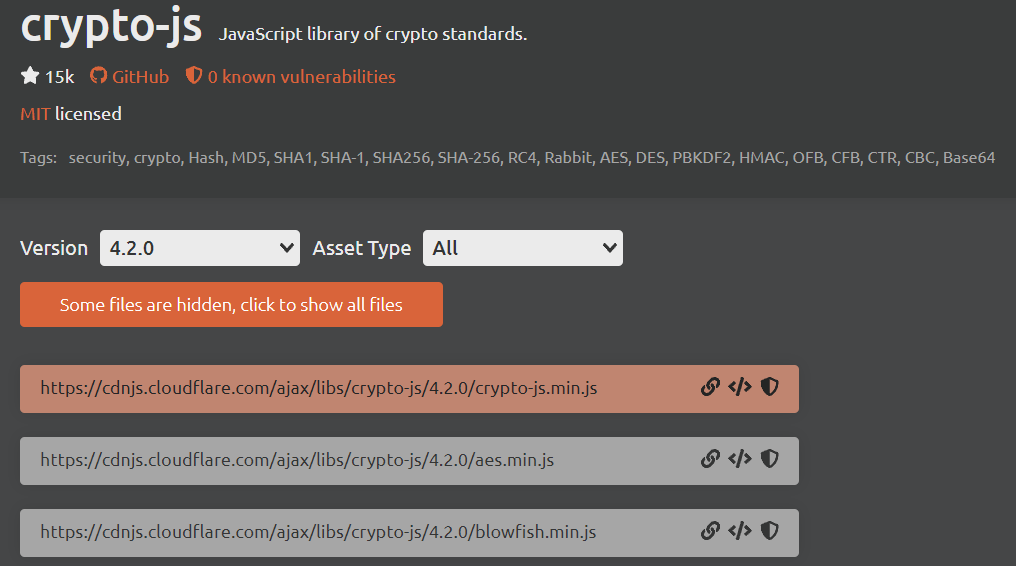 crypto-js JavaScript library of crypto standards.
15k GitHub 0 known vulnerabilities
MIT licensed
Tags: security, crypto, Hash, MD5, SHA1, SHA-1, SHA256, SHA-256, RC4, Rabbit, AES, DES, PBKDF2, HMAC, OFB, CFB, CTR, CBC, Base64
Version 4.2.0 Asset Type All
Some files are hidden, click to show all files
https://cdnjs.cloudflare.com/ajax/libs/crypto-js/4.2.0/crypto-js.min.js
https://cdnjs.cloudflare.com/ajax/libs/crypto-js/4.2.0/aes.min.js
https://cdnjs.cloudflare.com/ajax/libs/crypto-js/4.2.0/blowfish.min.js